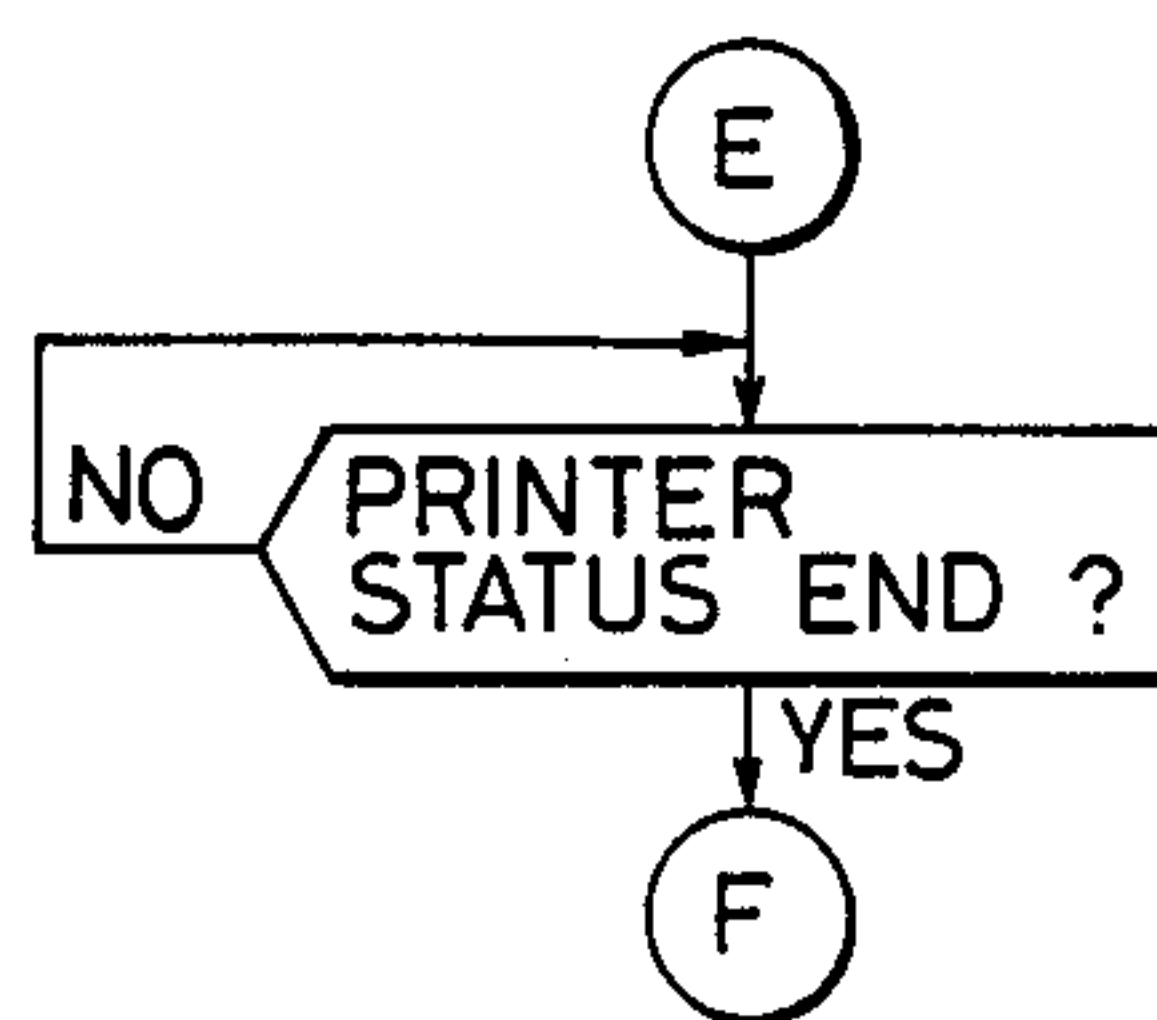 E
NO
PRINTER
STATUS END ?
YES
F